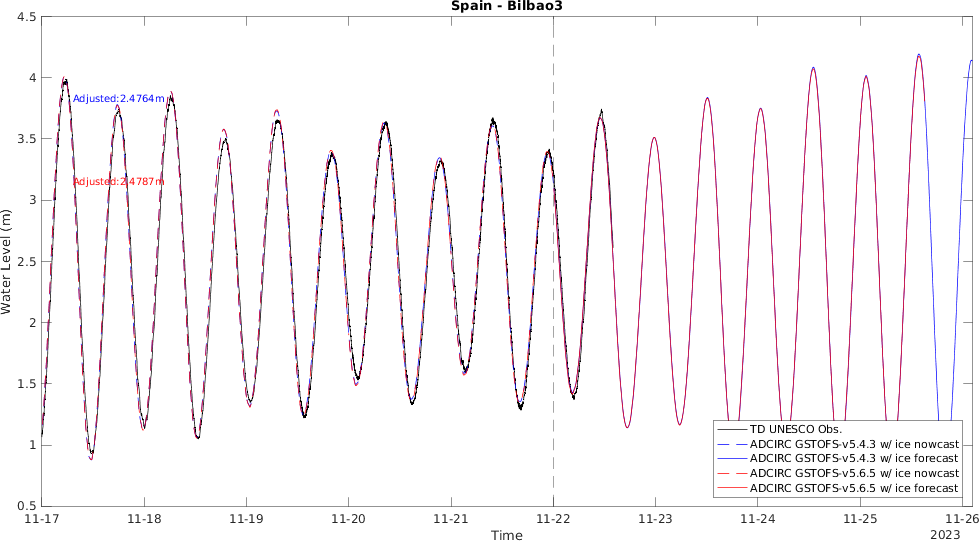 Spain - Bilbao3
4.5
4
3.5
3
2.5
2
1.5
1
0.5
Water Level (m)
Adjusted:2.4764m
Adjusted:2.4787m
TD UNESCO Obs.
ADCIRC GSTOFS-v5.4.3 w/ ice nowcast
ADCIRC GSTOFS-v5.4.3 w/ ice forecast
ADCIRC GSTOFS-v5.6.5 w/ ice nowcast
ADCIRC GSTOFS-v5.6.5 w/ ice forecast
11-17 11-18 11-19 11-20 11-21 11-22 11-23 11-24 11-25 11-26
Time
2023